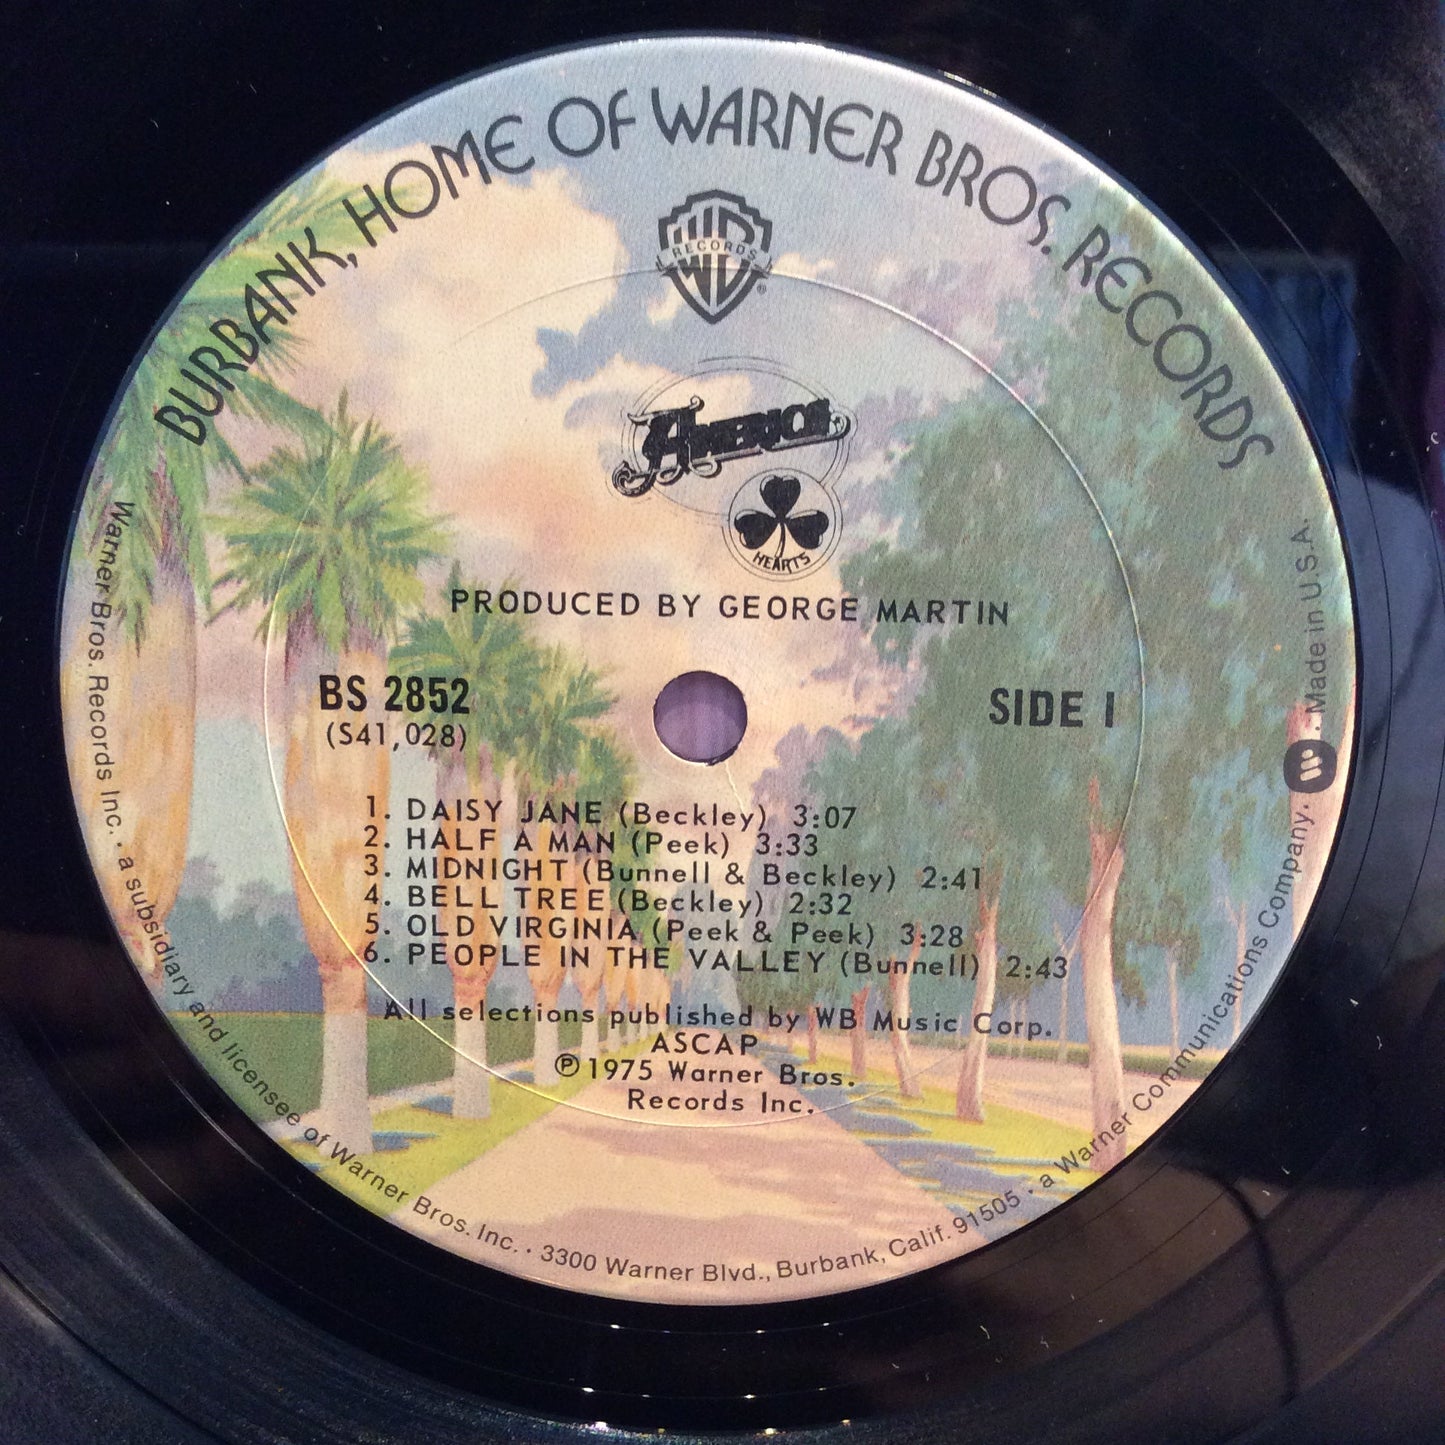 BURBANK, HOME OF WARNER BROS. RECORDS
WB
RECORDS
®
AMERICA
HEARTS
PRODUCED BY GEORGE MARTIN
BS 2852
(S41,028)
SIDE 1
1. DAISY JANE (Beckley) 3:07
2. HALF A MAN (Peek) 3:33
3. MIDNIGHT (Bunnell & Beckley) 2:41
4. BELL TREE (Beckley) 2:32
5. OLD VIRGINIA (Peek & Peek) 3:28
6. PEOPLE IN THE VALLEY (Bunnell) 2:43
All selections published by WB Music Corp.
ASCAP
℗1975 Warner Bros.
Records Inc.
Warner Bros. Records Inc. • a subsidiary and licensee of Warner Bros. Inc. • 3300 Warner Blvd., Burbank, Calif. 91505 • a Warner Communications Company. • Made in U.S.A.